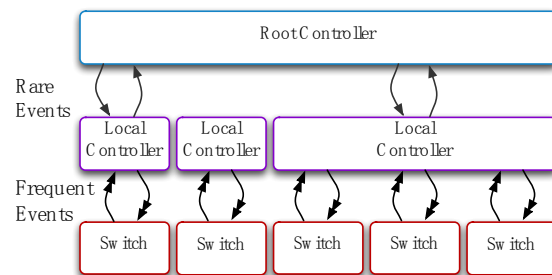 Root Controller
Rare
Events
Local
Controller
Local
Controller
Local
Controller
Frequent
Events
Switch
Switch
Switch
Switch
Switch